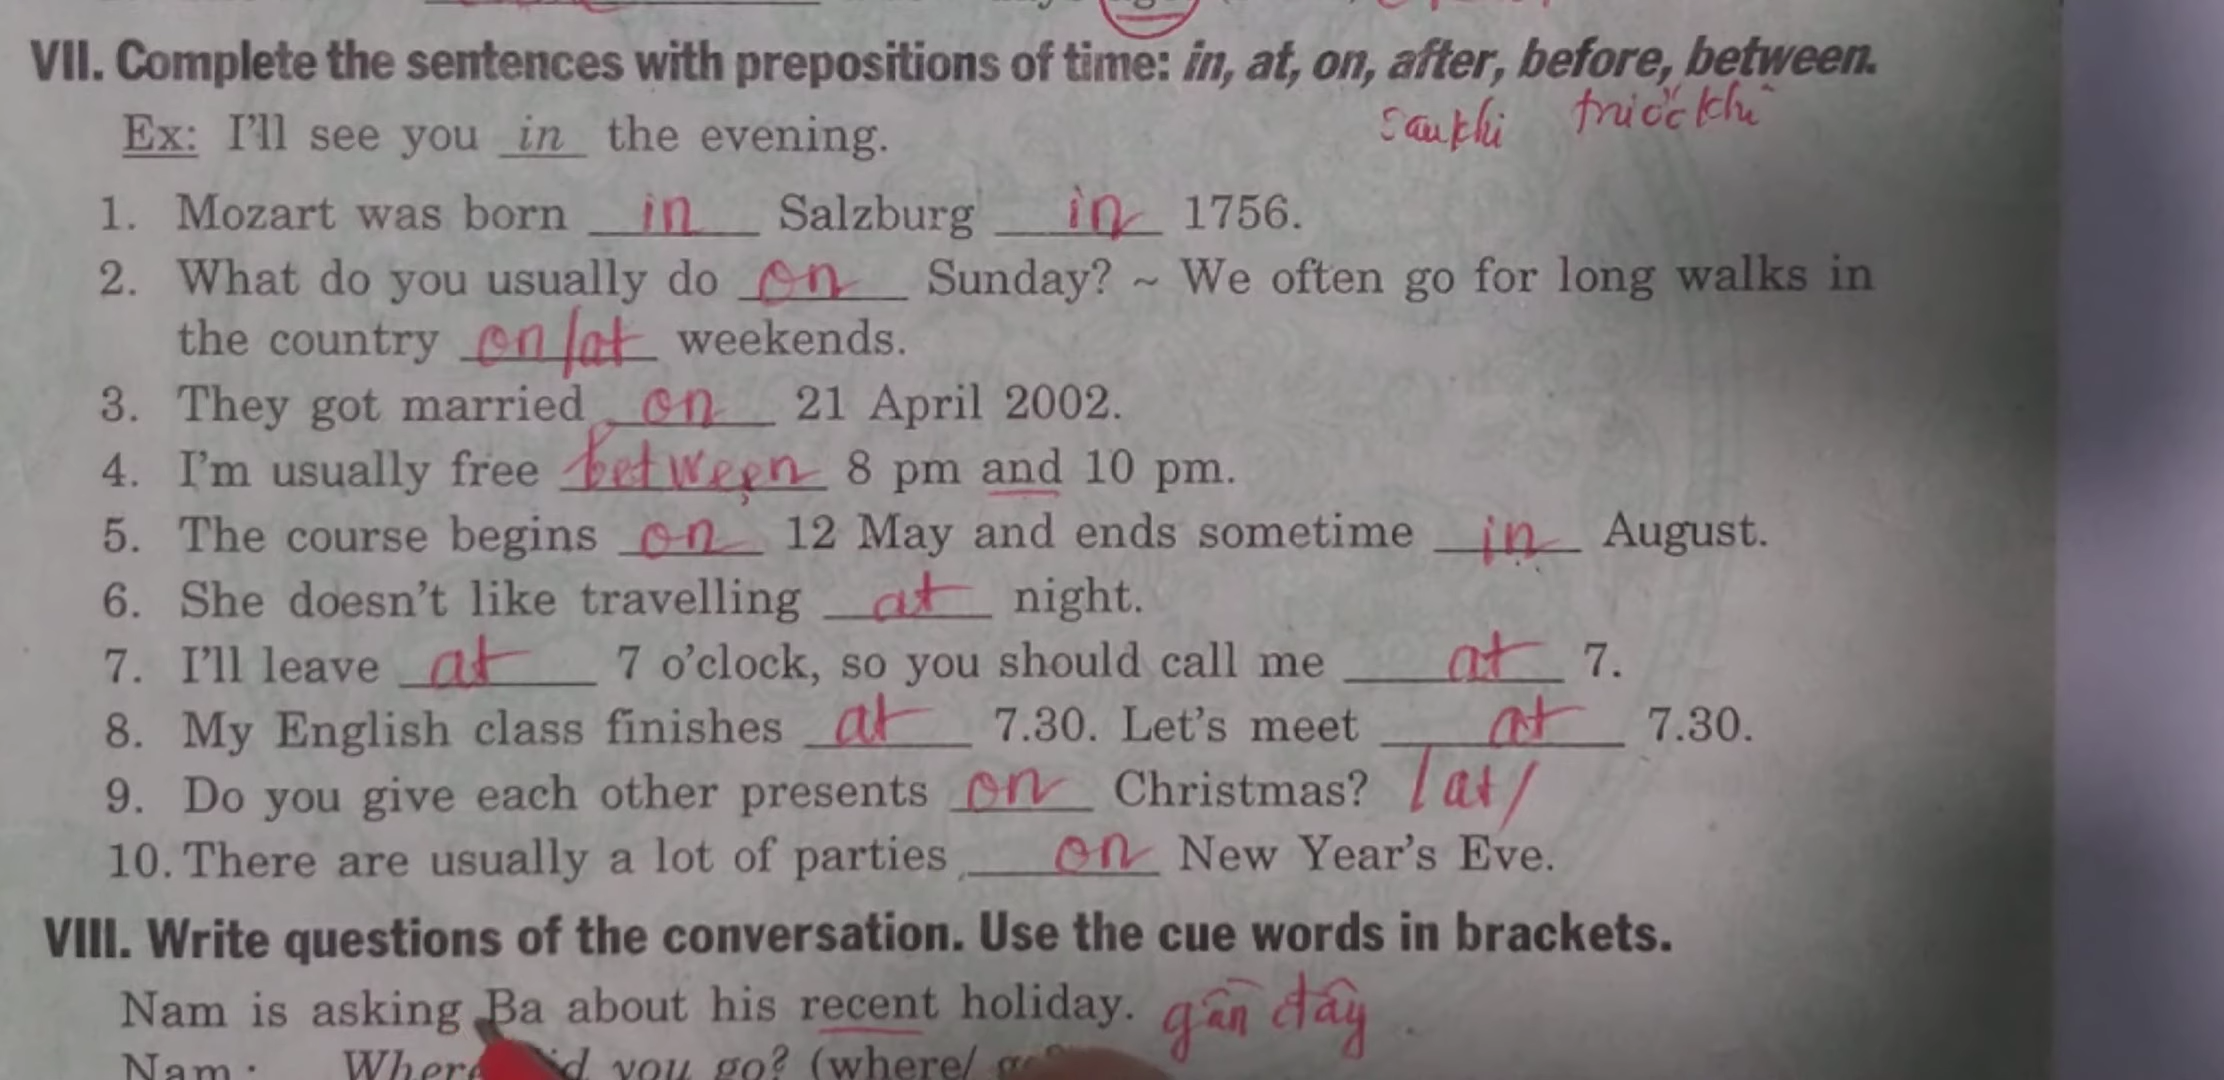 VII. Complete the sentences with prepositions of time: in, at, on, after, before, between.
sau khi trước khi
Ex: I'll see you in the evening.
1. Mozart was born in Salzburg in 1756.
2. What do you usually do on Sunday? ~ We often go for long walks in
the country on/at weekends.
3. They got married on 21 April 2002.
4. I'm usually free between 8 pm and 10 pm.
5. The course begins on 12 May and ends sometime in August.
6. She doesn't like travelling at night.
7. I'll leave at 7 o'clock, so you should call me at 7.
8. My English class finishes at 7.30. Let's meet at 7.30.
9. Do you give each other presents on Christmas? /at/
10. There are usually a lot of parties on New Year's Eve.
VIII. Write questions of the conversation. Use the cue words in brackets.
Nam is asking Ba about his recent holiday. gần đây
Nam: you go? (where/